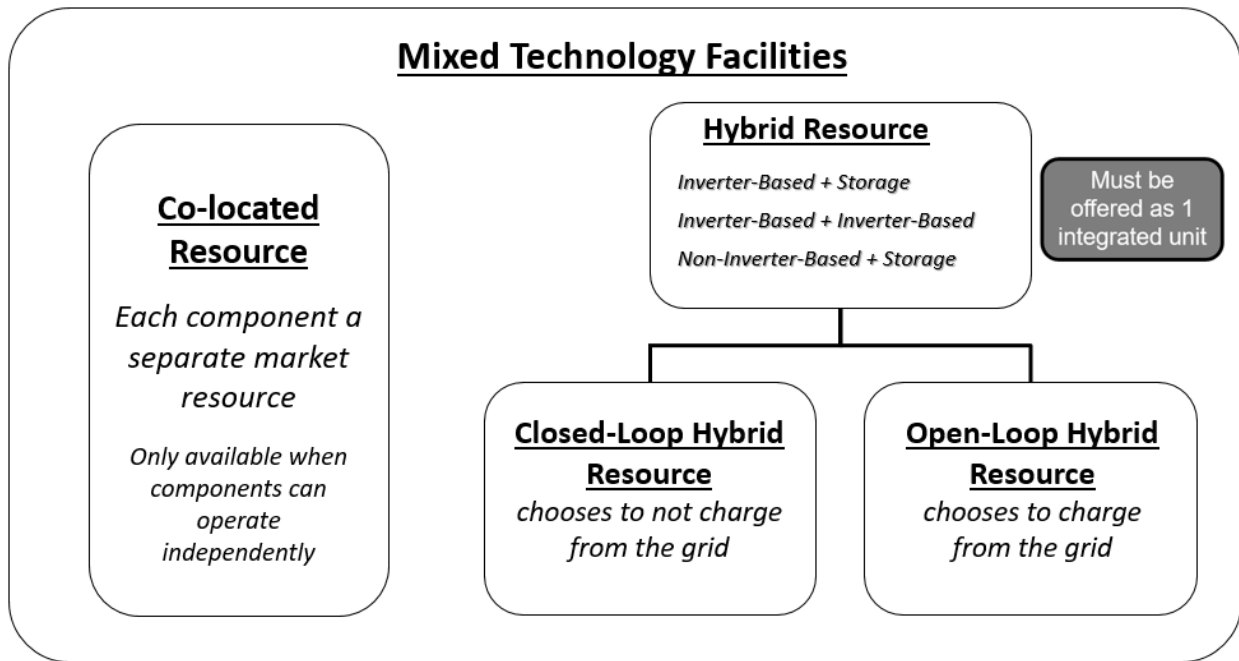 Mixed Technology Facilities
Co-located
Resource
Each component a
separate market
resource
Only available when
components can
operate
independently
Hybrid Resource
Inverter-Based + Storage
Inverter-Based + Inverter-Based
Non-Inverter-Based + Storage
Must be
offered as 1
integrated unit
Closed-Loop Hybrid
Resource
chooses to not charge
from the grid
Open-Loop Hybrid
Resource
chooses to charge
from the grid